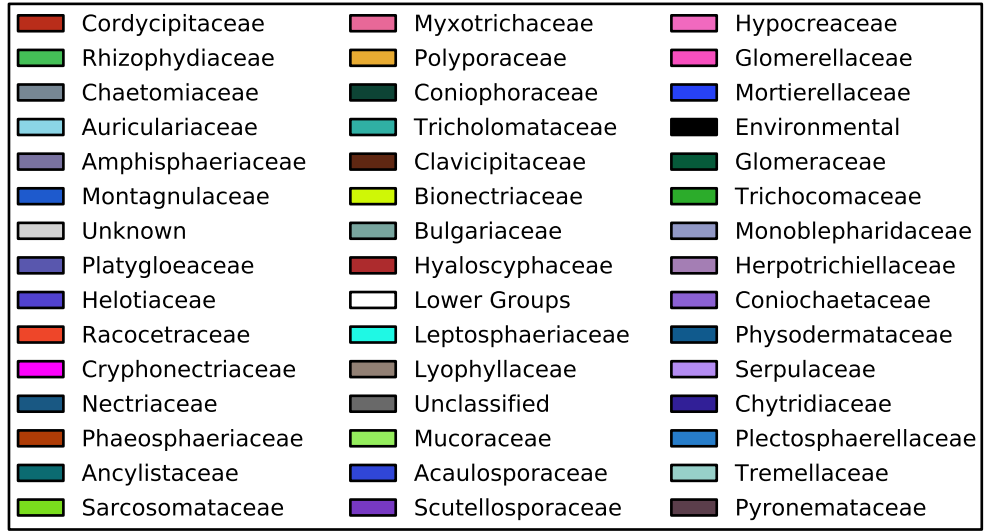 Cordycipitaceae
Rhizophydiaceae
Chaetomiaceae
Auriculariaceae
Amphisphaeriaceae
Montagnulaceae
Unknown
Platygloeaceae
Helotiaceae
Racocetraceae
Cryphonectriaceae
Nectriaceae
Phaeosphaeriaceae
Ancylistaceae
Sarcosomataceae
Myxotrichaceae
Polyporaceae
Coniophoraceae
Tricholomataceae
Clavicipitaceae
Bionectriaceae
Bulgariaceae
Hyaloscyphaceae
Lower Groups
Leptosphaeriaceae
Lyophyllaceae
Unclassified
Mucoraceae
Acaulosporaceae
Scutellosporaceae
Hypocreaceae
Glomerellaceae
Mortierellaceae
Environmental
Glomeraceae
Trichocomaceae
Monoblepharidaceae
Herpotrichiellaceae
Coniochaetaceae
Physodermataceae
Serpulaceae
Chytridiaceae
Plectosphaerellaceae
Tremellaceae
Pyronemataceae